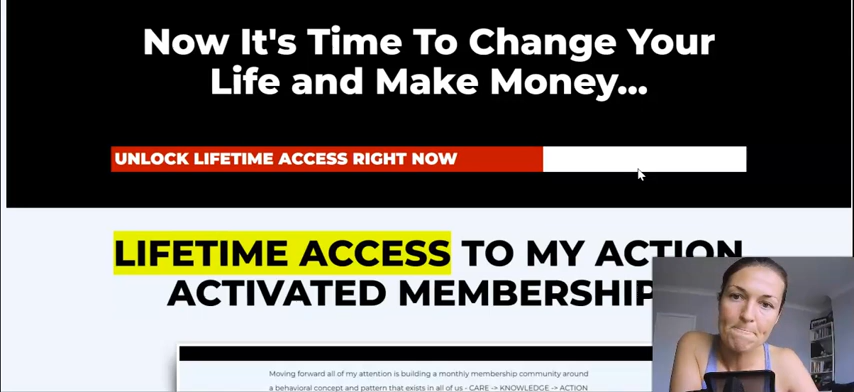 Now It's Time To Change Your
Life and Make Money...
UNLOCK LIFETIME ACCESS RIGHT NOW
LIFETIME ACCESS TO MY ACTION
ACTIVATED MEMBERSHIP
Moving forward all of my attention is building a monthly membership community around
a behavioral concept and pattern that exists in all of us - CARE -> KNOWLEDGE -> ACTION